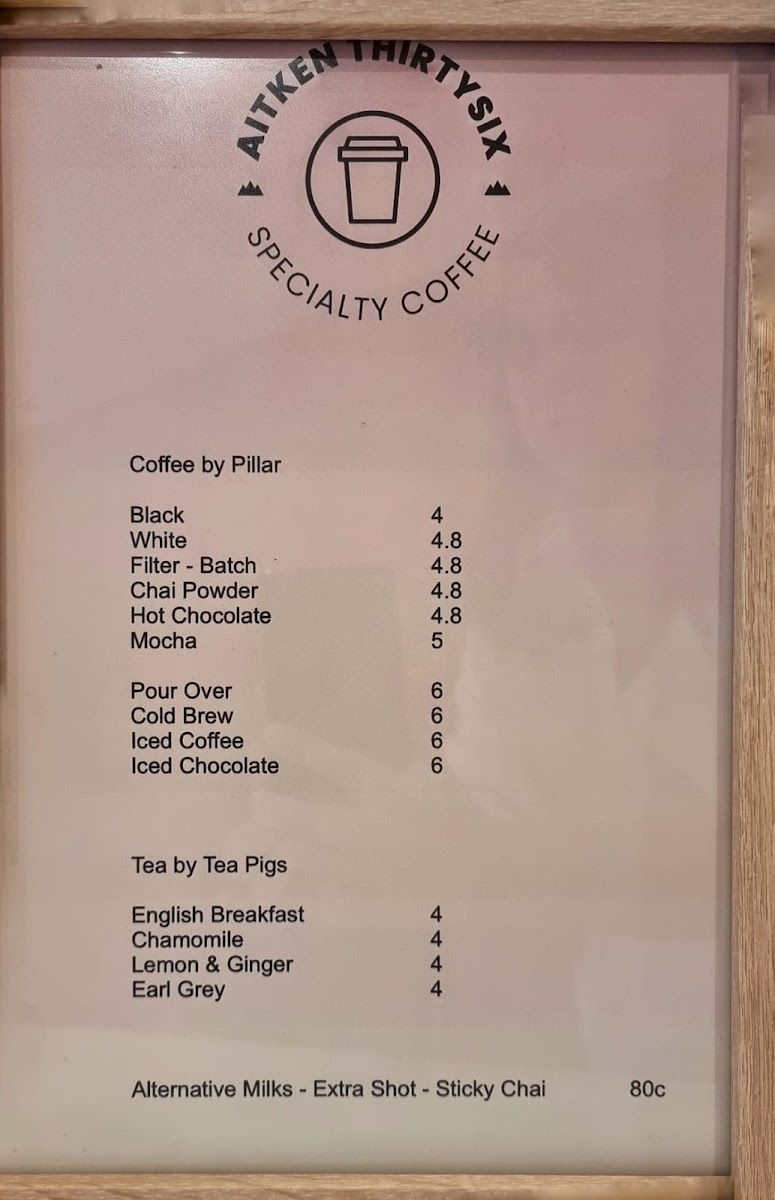 AITKEN THIRTYSIX
SPECIALTY COFFEE
Coffee by Pillar
Black 4
White 4.8
Filter - Batch 4.8
Chai Powder 4.8
Hot Chocolate 4.8
Mocha 5
Pour Over 6
Cold Brew 6
Iced Coffee 6
Iced Chocolate 6
Tea by Tea Pigs
English Breakfast 4
Chamomile 4
Lemon & Ginger 4
Earl Grey 4
Alternative Milks - Extra Shot - Sticky Chai 80c